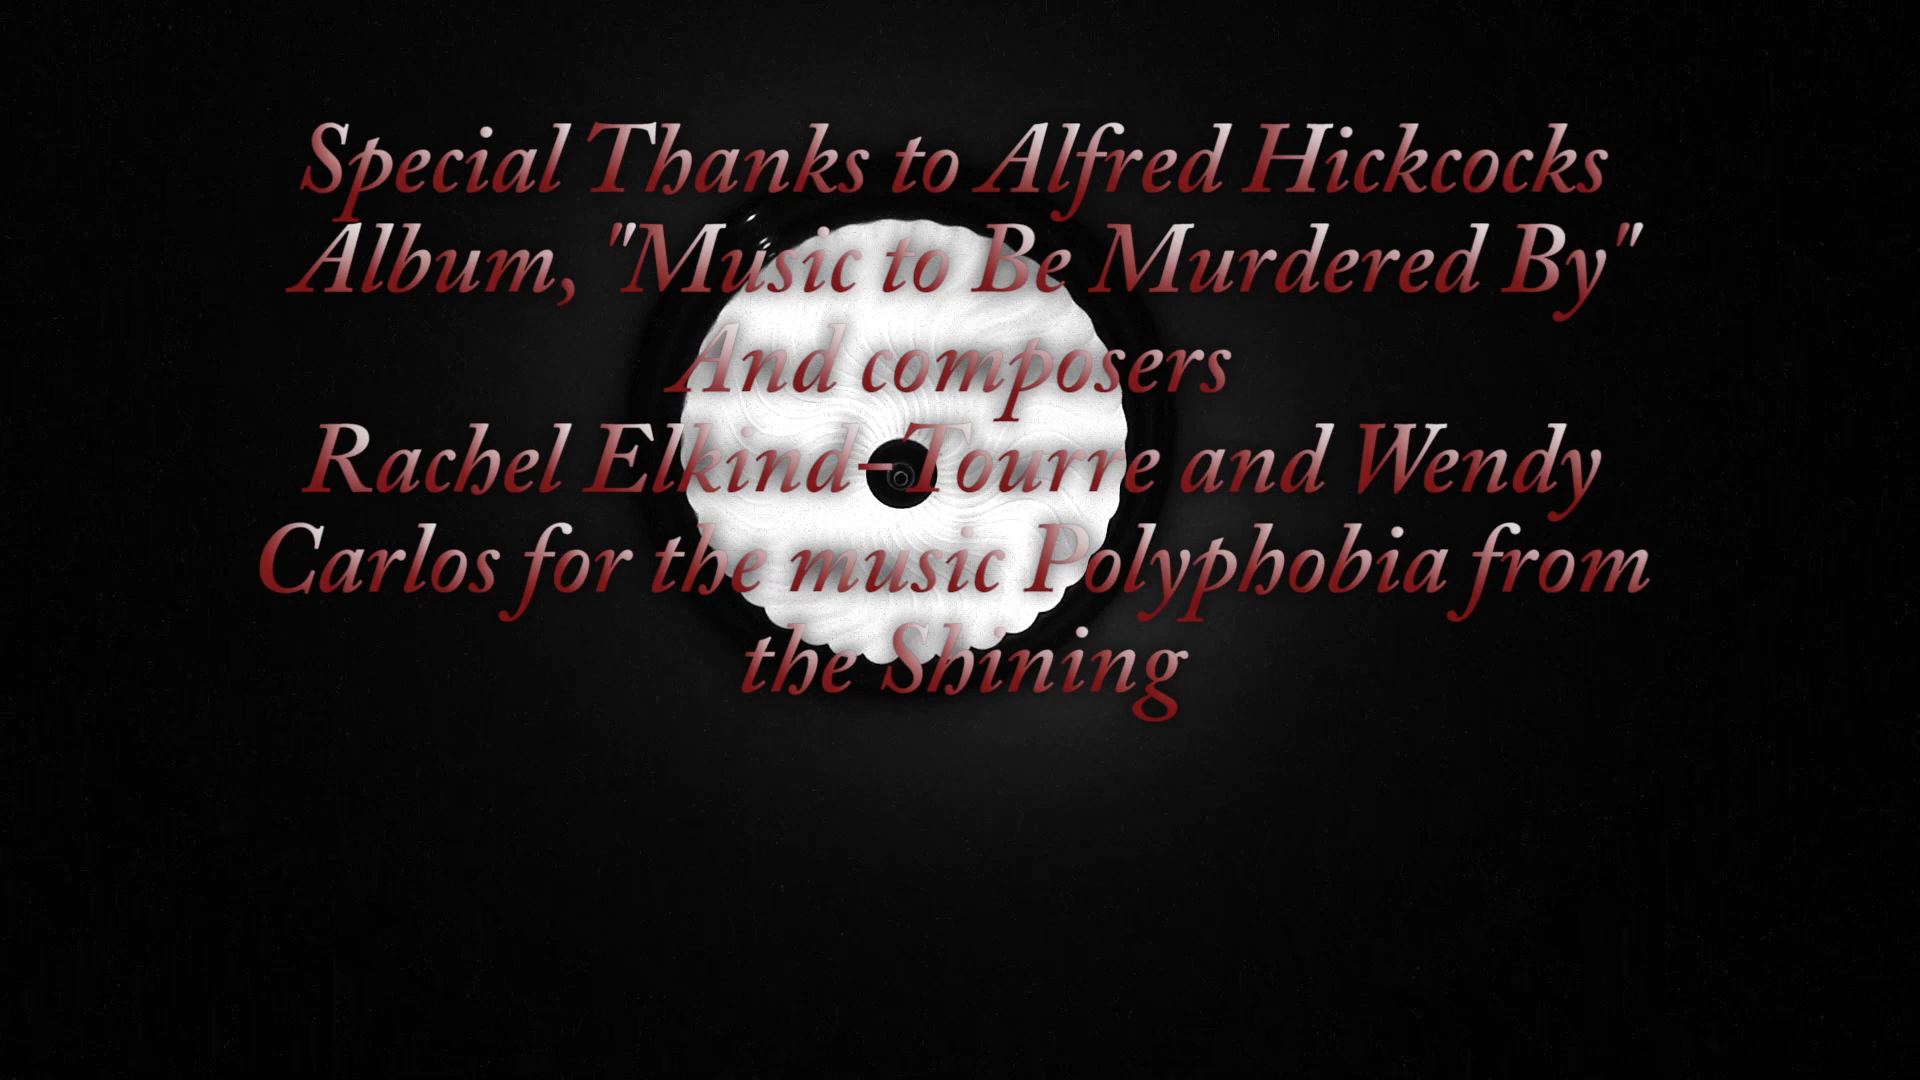 Special Thanks to Alfred Hickcocks
Album, "Music to Be Murdered By"
And composers
Rachel Elkind-Tourre and Wendy
Carlos for the music Polyphobia from
the Shining